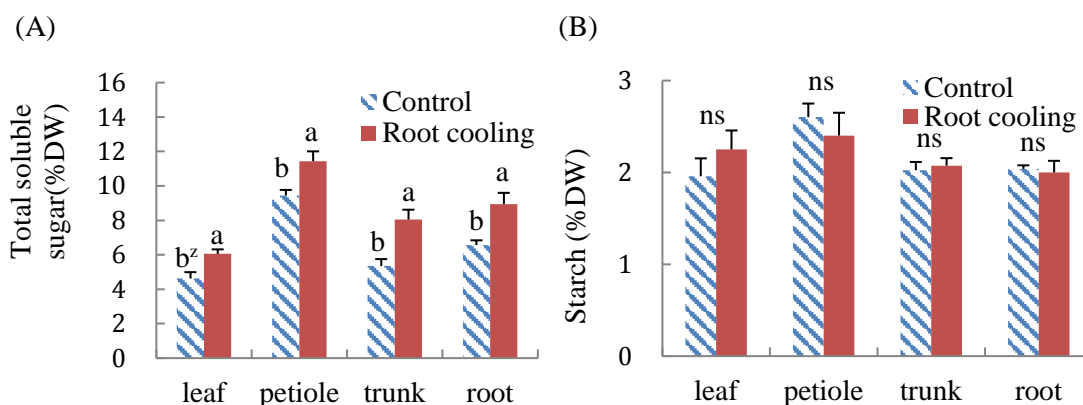 (A)
Total soluble
sugar(%DW)
16
14
12
10
8
6
4
2
0
Control
Root cooling
bᶻ
a
b
a
b
a
b
a
leaf
petiole
trunk
root
(B)
Starch (%DW)
3
2
1
0
Control
Root cooling
ns
ns
ns
ns
leaf
petiole
trunk
root